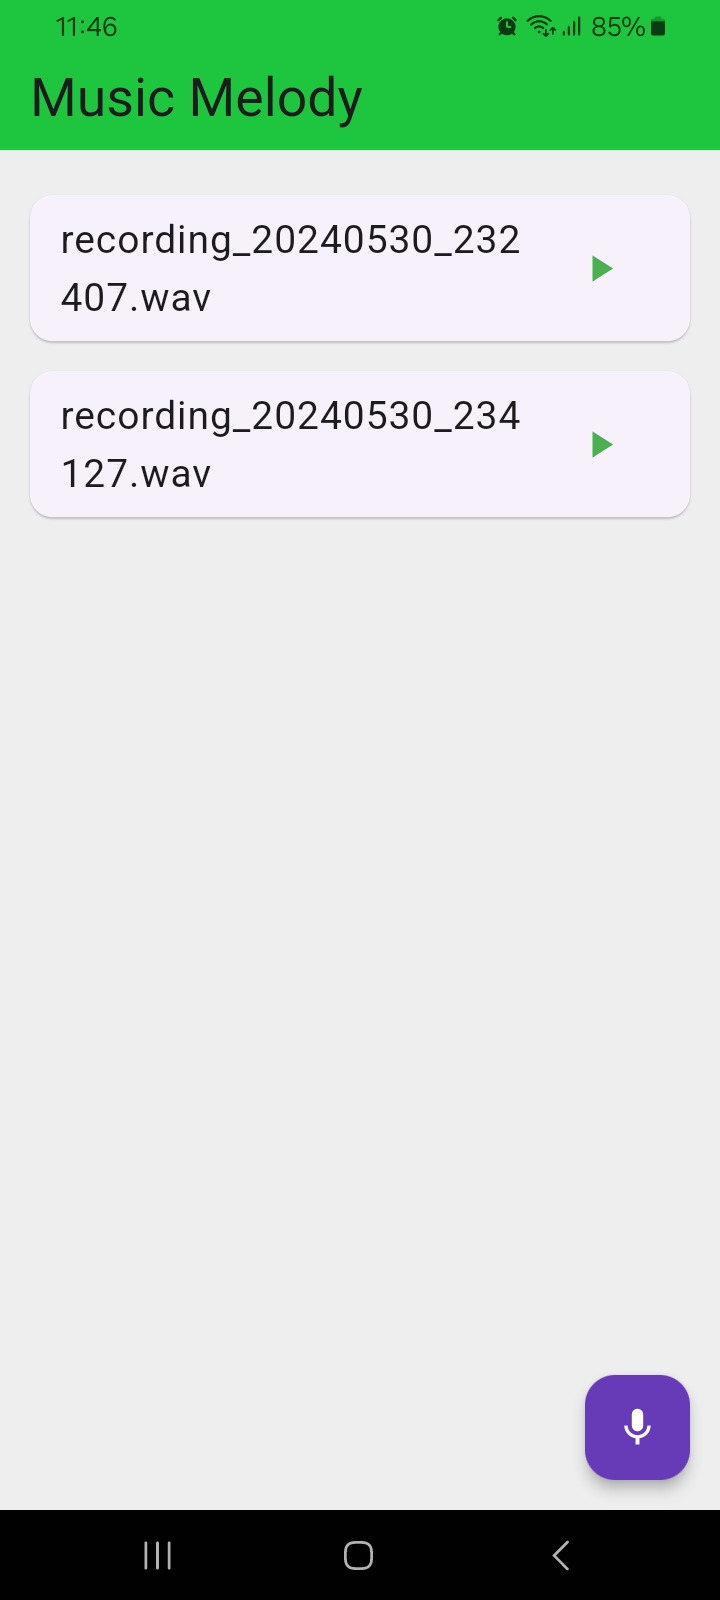 11:46 85%
Music Melody
recording_20240530_232
407.wav
recording_20240530_234
127.wav